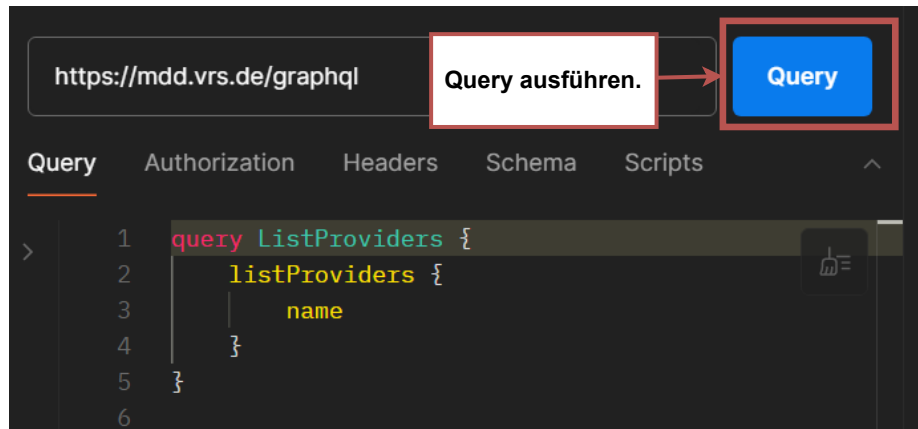 https://mdd.vrs.de/graphql
Query ausführen.
Query
Query Authorization Headers Schema Scripts
1 query ListProviders {
2 listProviders {
3 name
4 }
5 }
6